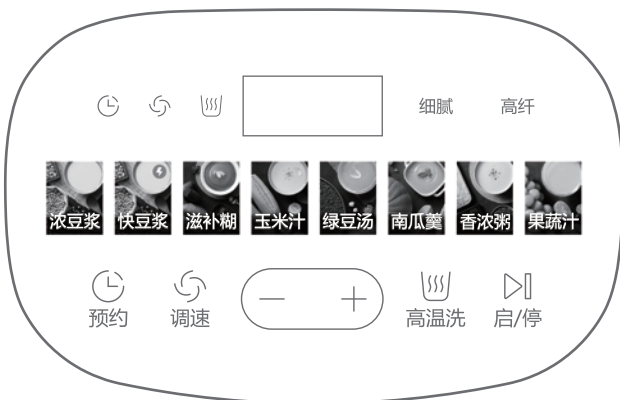 细腻 高纤
浓豆浆 快豆浆 滋补糊 玉米汁 绿豆汤 南瓜羹 香浓粥 果蔬汁
预约 调速 高温洗 启/停